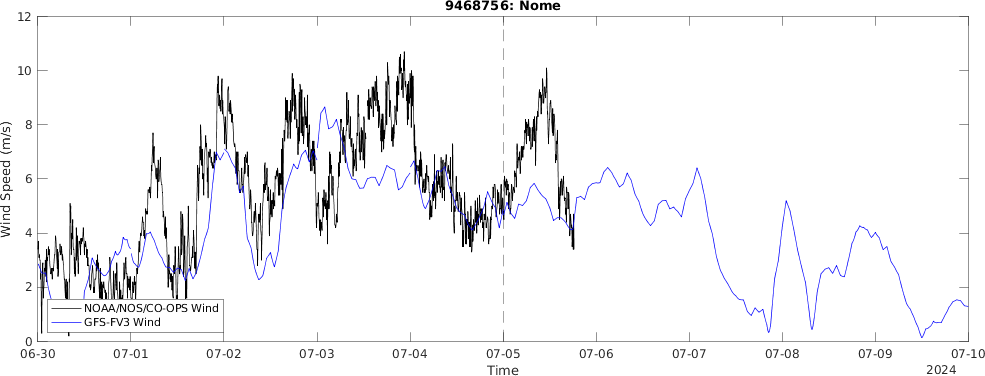 9468756: Nome
12
10
8
6
4
2
0
Wind Speed (m/s)
NOAA/NOS/CO-OPS Wind
GFS-FV3 Wind
06-30 07-01 07-02 07-03 07-04 07-05 07-06 07-07 07-08 07-09 07-10
Time
2024